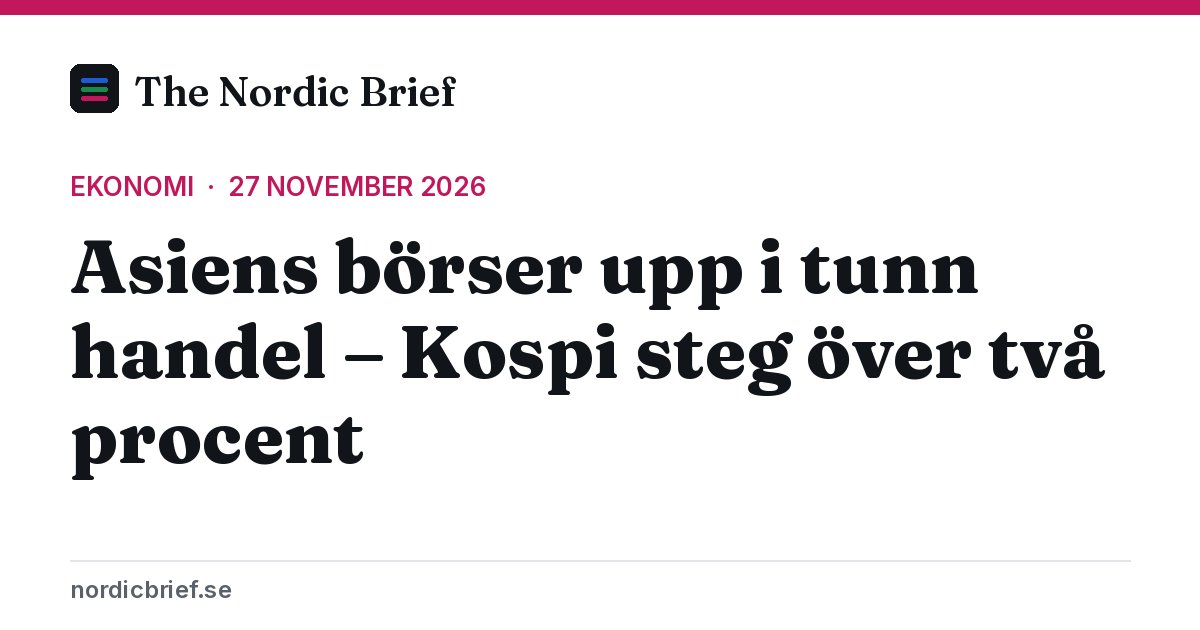 The Nordic Brief
EKONOMI · 27 NOVEMBER 2026
Asiens börser upp i tunn
handel – Kospi steg över två
procent
nordicbrief.se